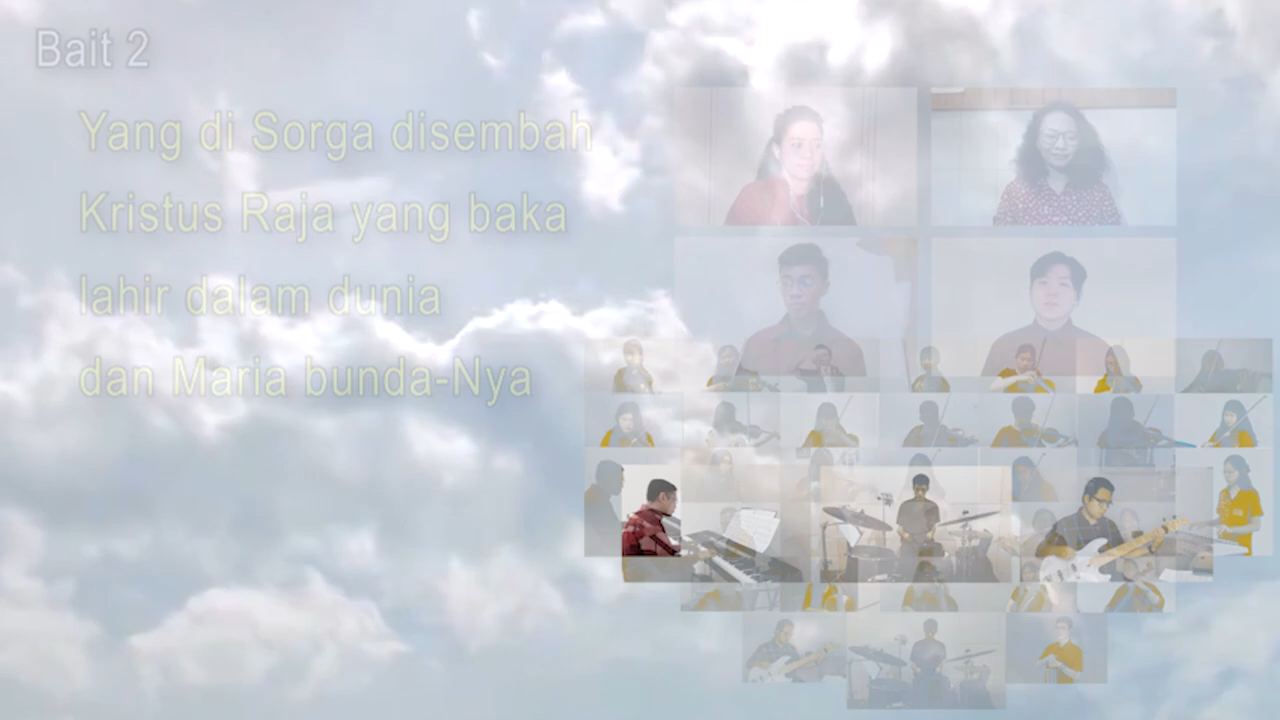 Bait 2
Yang di Sorga disembah
Kristus Raja yang baka
lahir dalam dunia
dan Maria bunda-Nya